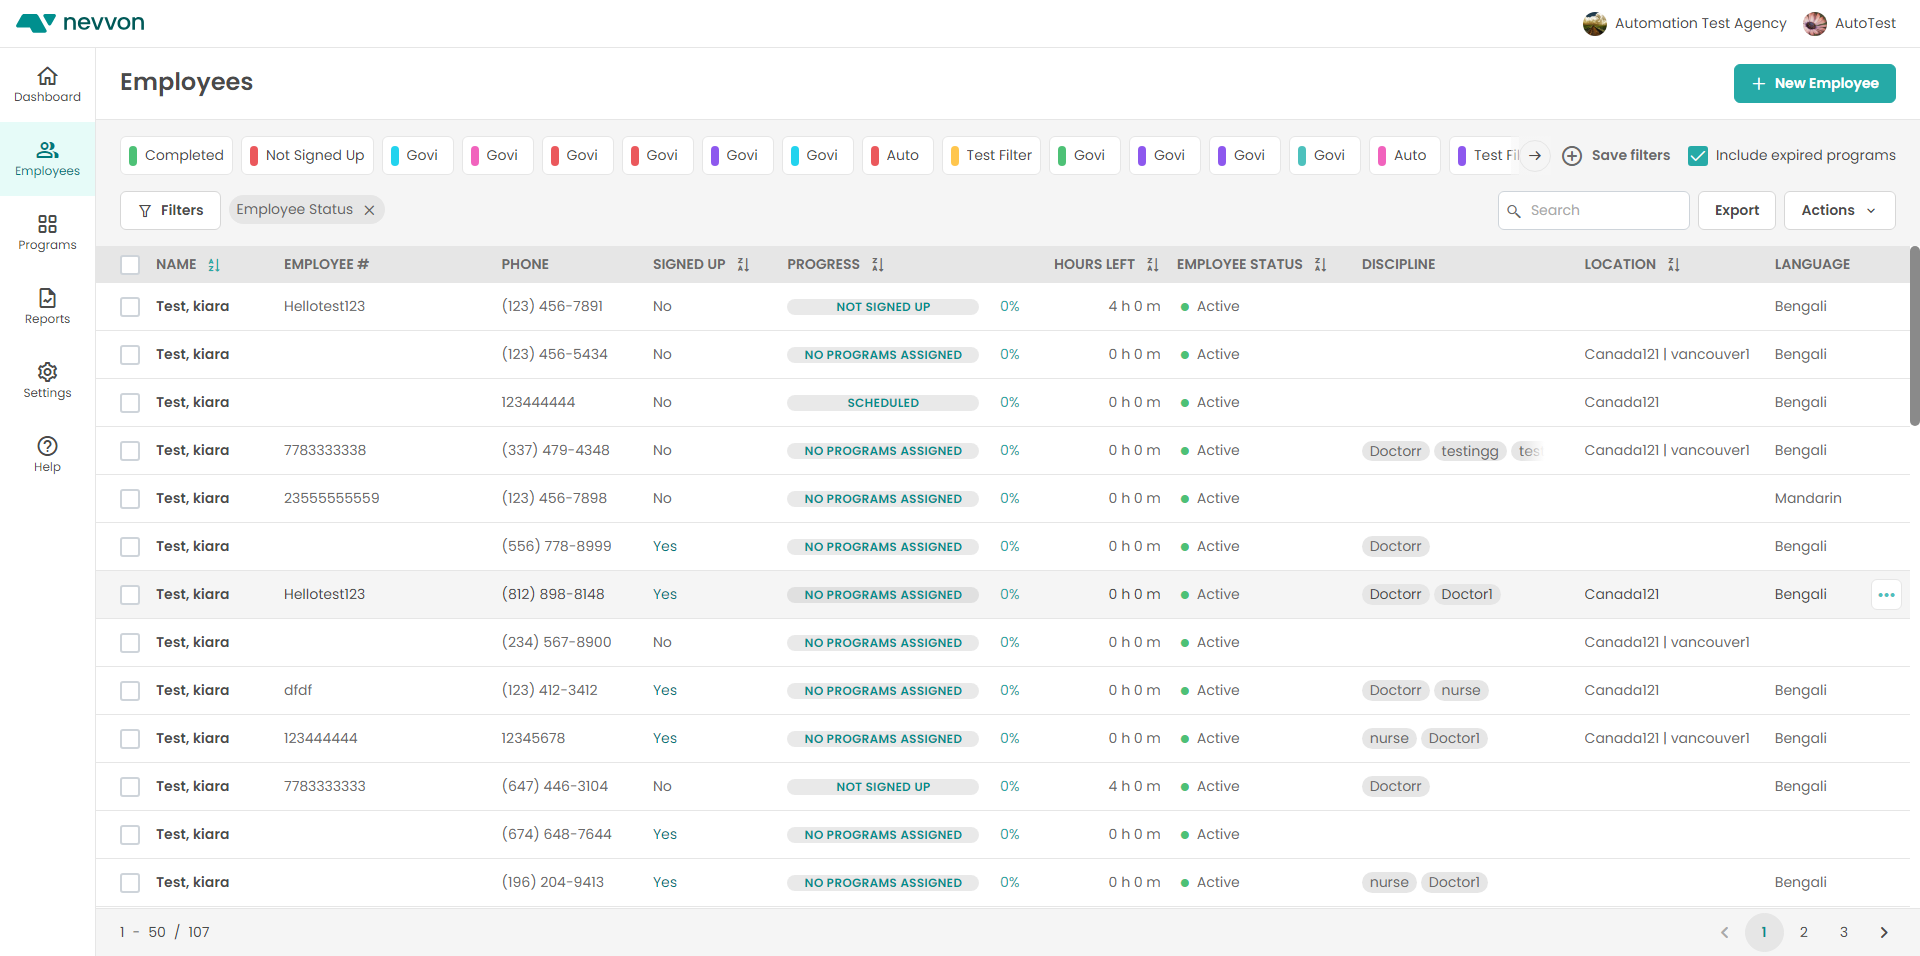 nevvon
Automation Test Agency AutoTest
Dashboard
Employees
Programs
Reports
Settings
Help
Employees
New Employee
Completed Not Signed Up Govi Govi Govi Govi Govi Govi Auto Test Filter Govi Govi Govi Govi Auto Test Save filters Include expired programs
Filters Employee Status Search Export Actions
NAME EMPLOYEE # PHONE SIGNED UP PROGRESS HOURS LEFT EMPLOYEE STATUS DISCIPLINE LOCATION LANGUAGE
Test, kiara Hellotest123 (123) 456-7891 No NOT SIGNED UP 0% 4 h 0 m Active Bengali
Test, kiara (123) 456-5434 No NO PROGRAMS ASSIGNED 0% 0 h 0 m Active Canada121 | vancouver1 Bengali
Test, kiara 123444444 No SCHEDULED 0% 0 h 0 m Active Canada121 Bengali
Test, kiara 7783333338 (337) 479-4348 No NO PROGRAMS ASSIGNED 0% 0 h 0 m Active Doctorr testingg Canada121 | vancouver1 Bengali
Test, kiara 23555555559 (123) 456-7898 No NO PROGRAMS ASSIGNED 0% 0 h 0 m Active Mandarin
Test, kiara (556) 778-8999 Yes NO PROGRAMS ASSIGNED 0% 0 h 0 m Active Doctorr Bengali
Test, kiara Hellotest123 (812) 898-8148 Yes NO PROGRAMS ASSIGNED 0% 0 h 0 m Active Doctorr Doctor1 Canada121 Bengali
Test, kiara (234) 567-8900 No NO PROGRAMS ASSIGNED 0% 0 h 0 m Active Canada121 | vancouver1
Test, kiara dfdf (123) 412-3412 Yes NO PROGRAMS ASSIGNED 0% 0 h 0 m Active Doctorr nurse Canada121 Bengali
Test, kiara 123444444 12345678 Yes NO PROGRAMS ASSIGNED 0% 0 h 0 m Active nurse Doctor1 Canada121 | vancouver1 Bengali
Test, kiara 7783333333 (647) 446-3104 No NOT SIGNED UP 0% 4 h 0 m Active Doctorr Bengali
Test, kiara (674) 648-7644 Yes NO PROGRAMS ASSIGNED 0% 0 h 0 m Active
Test, kiara (196) 204-9413 Yes NO PROGRAMS ASSIGNED 0% 0 h 0 m Active nurse Doctor1 Bengali
1 - 50 / 107 1 2 3